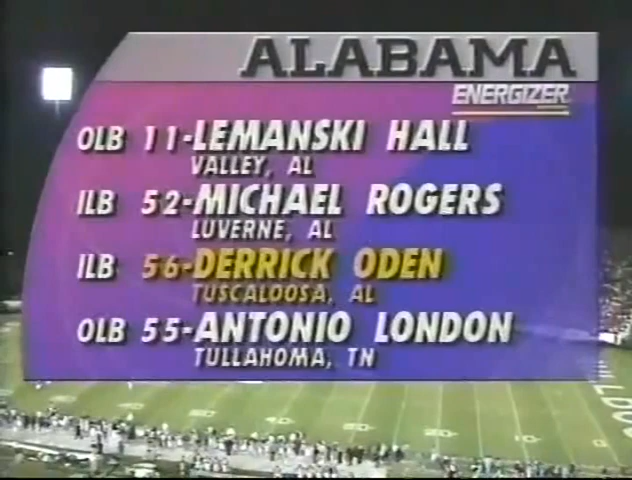 ALABAMA
ENERGIZER
OLB 11-LEMANSKI HALL
VALLEY, AL
ILB 52-MICHAEL ROGERS
LUVERNE, AL
ILB 56-DERRICK ODEN
TUSCALOOSA, AL
OLB 55-ANTONIO LONDON
TULLAHOMA, TN